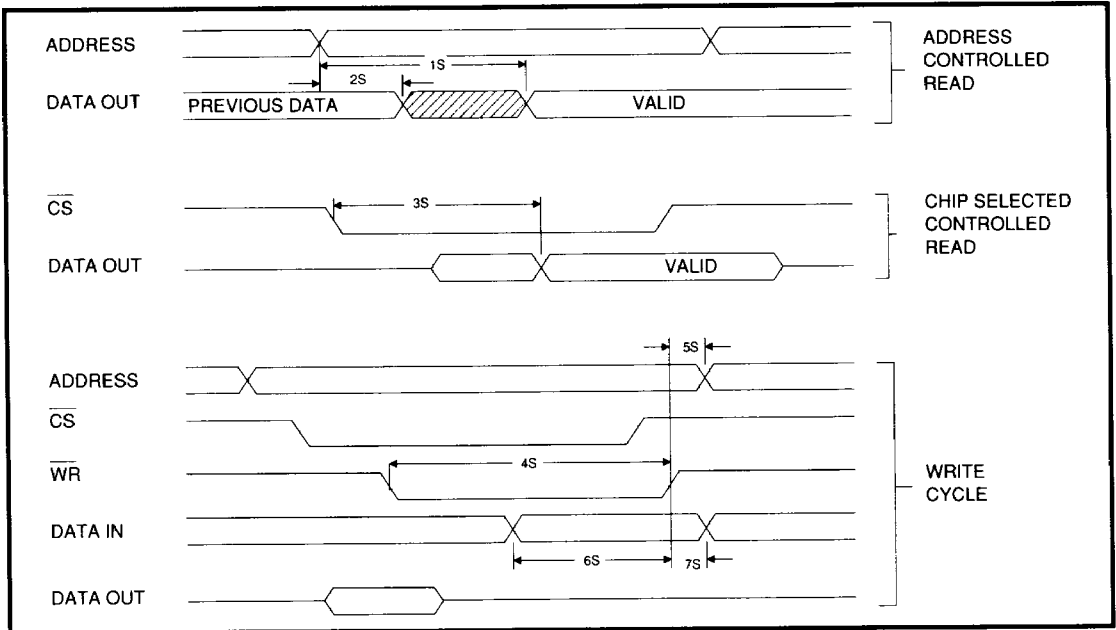 ADDRESS
ADDRESS
CONTROLLED
READ
1S
2S
DATA OUT
PREVIOUS DATA
VALID
CS
3S
CHIP SELECTED
CONTROLLED
READ
DATA OUT
VALID
5S
ADDRESS
CS
4S
WR
WRITE
CYCLE
DATA IN
6S
7S
DATA OUT